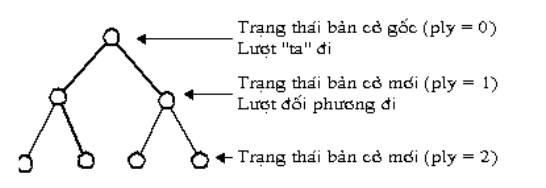 Trạng thái bàn cờ gốc (ply = 0)
Lượt "ta" đi
Trạng thái bàn cờ mới (ply = 1)
Lượt đối phương đi
Trạng thái bàn cờ mới (ply = 2)